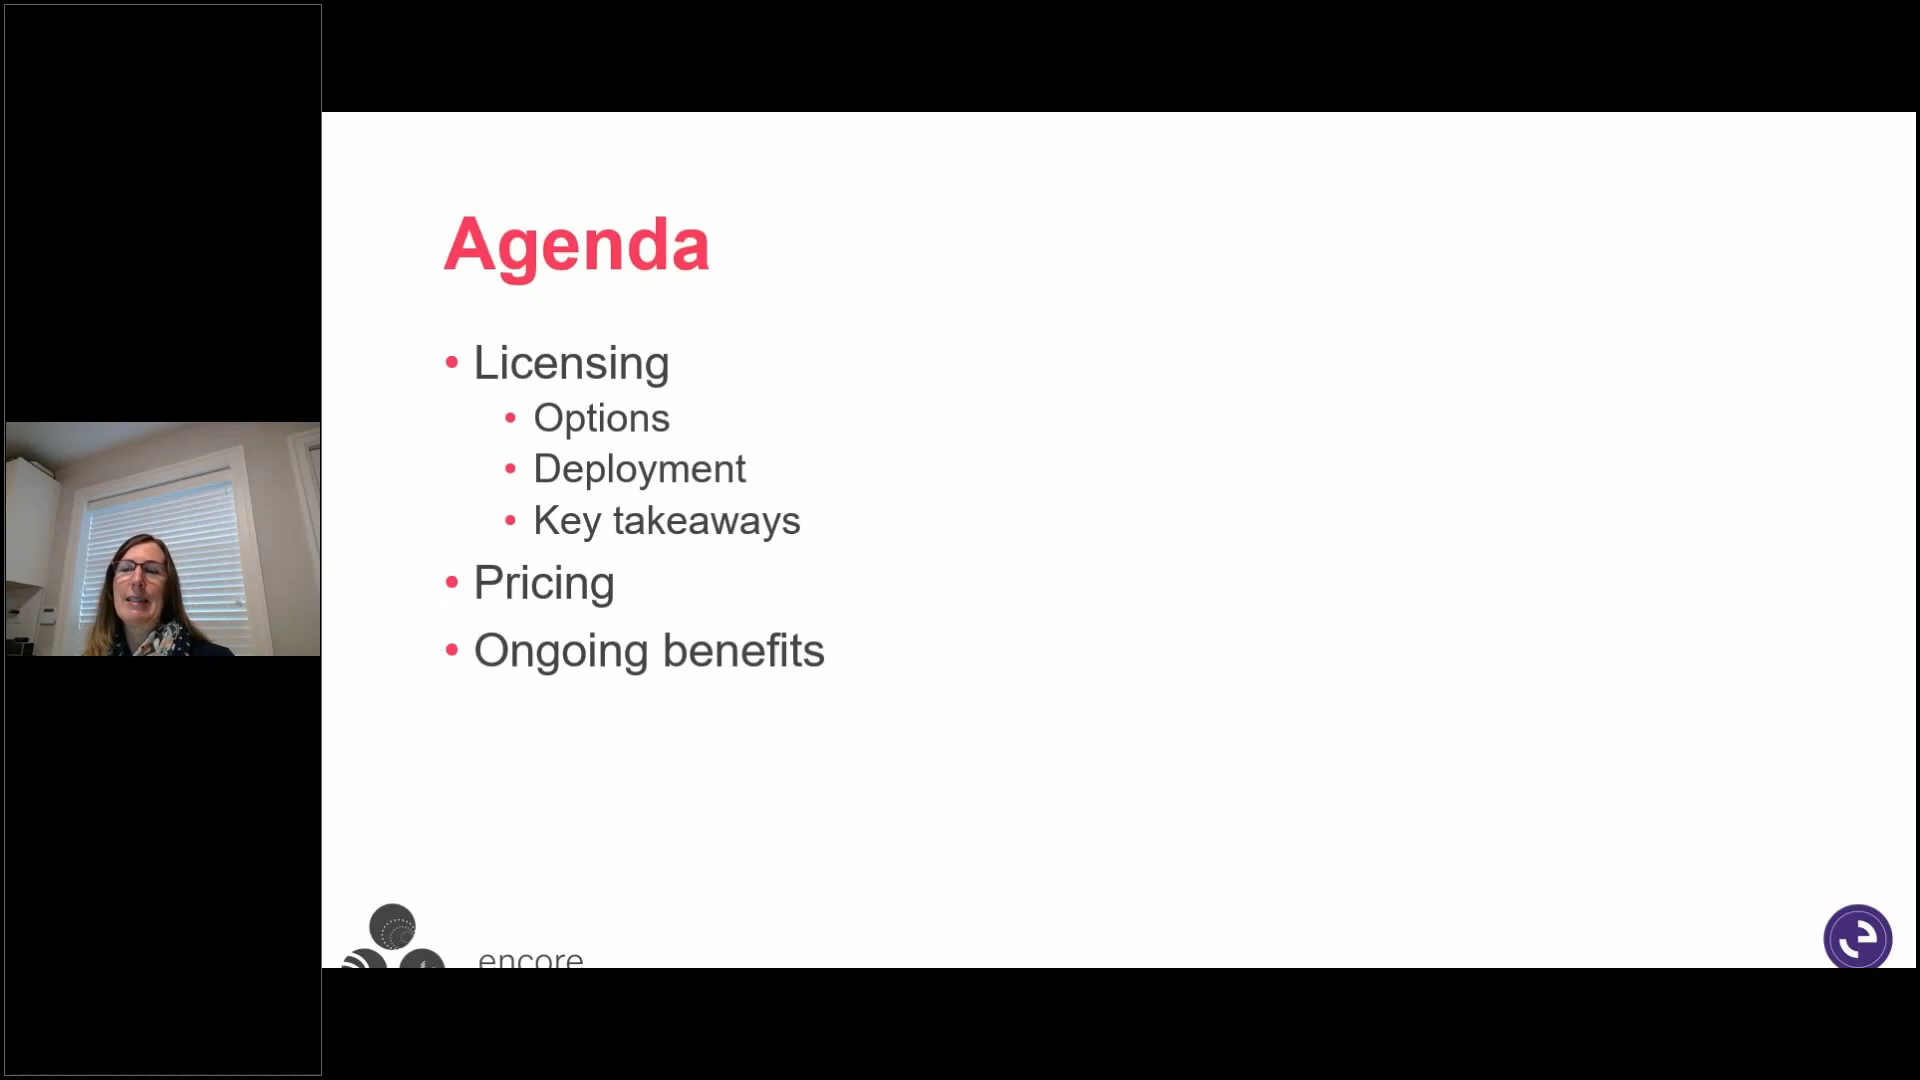 Agenda
• Licensing
• Options
• Deployment
• Key takeaways
• Pricing
• Ongoing benefits
encore